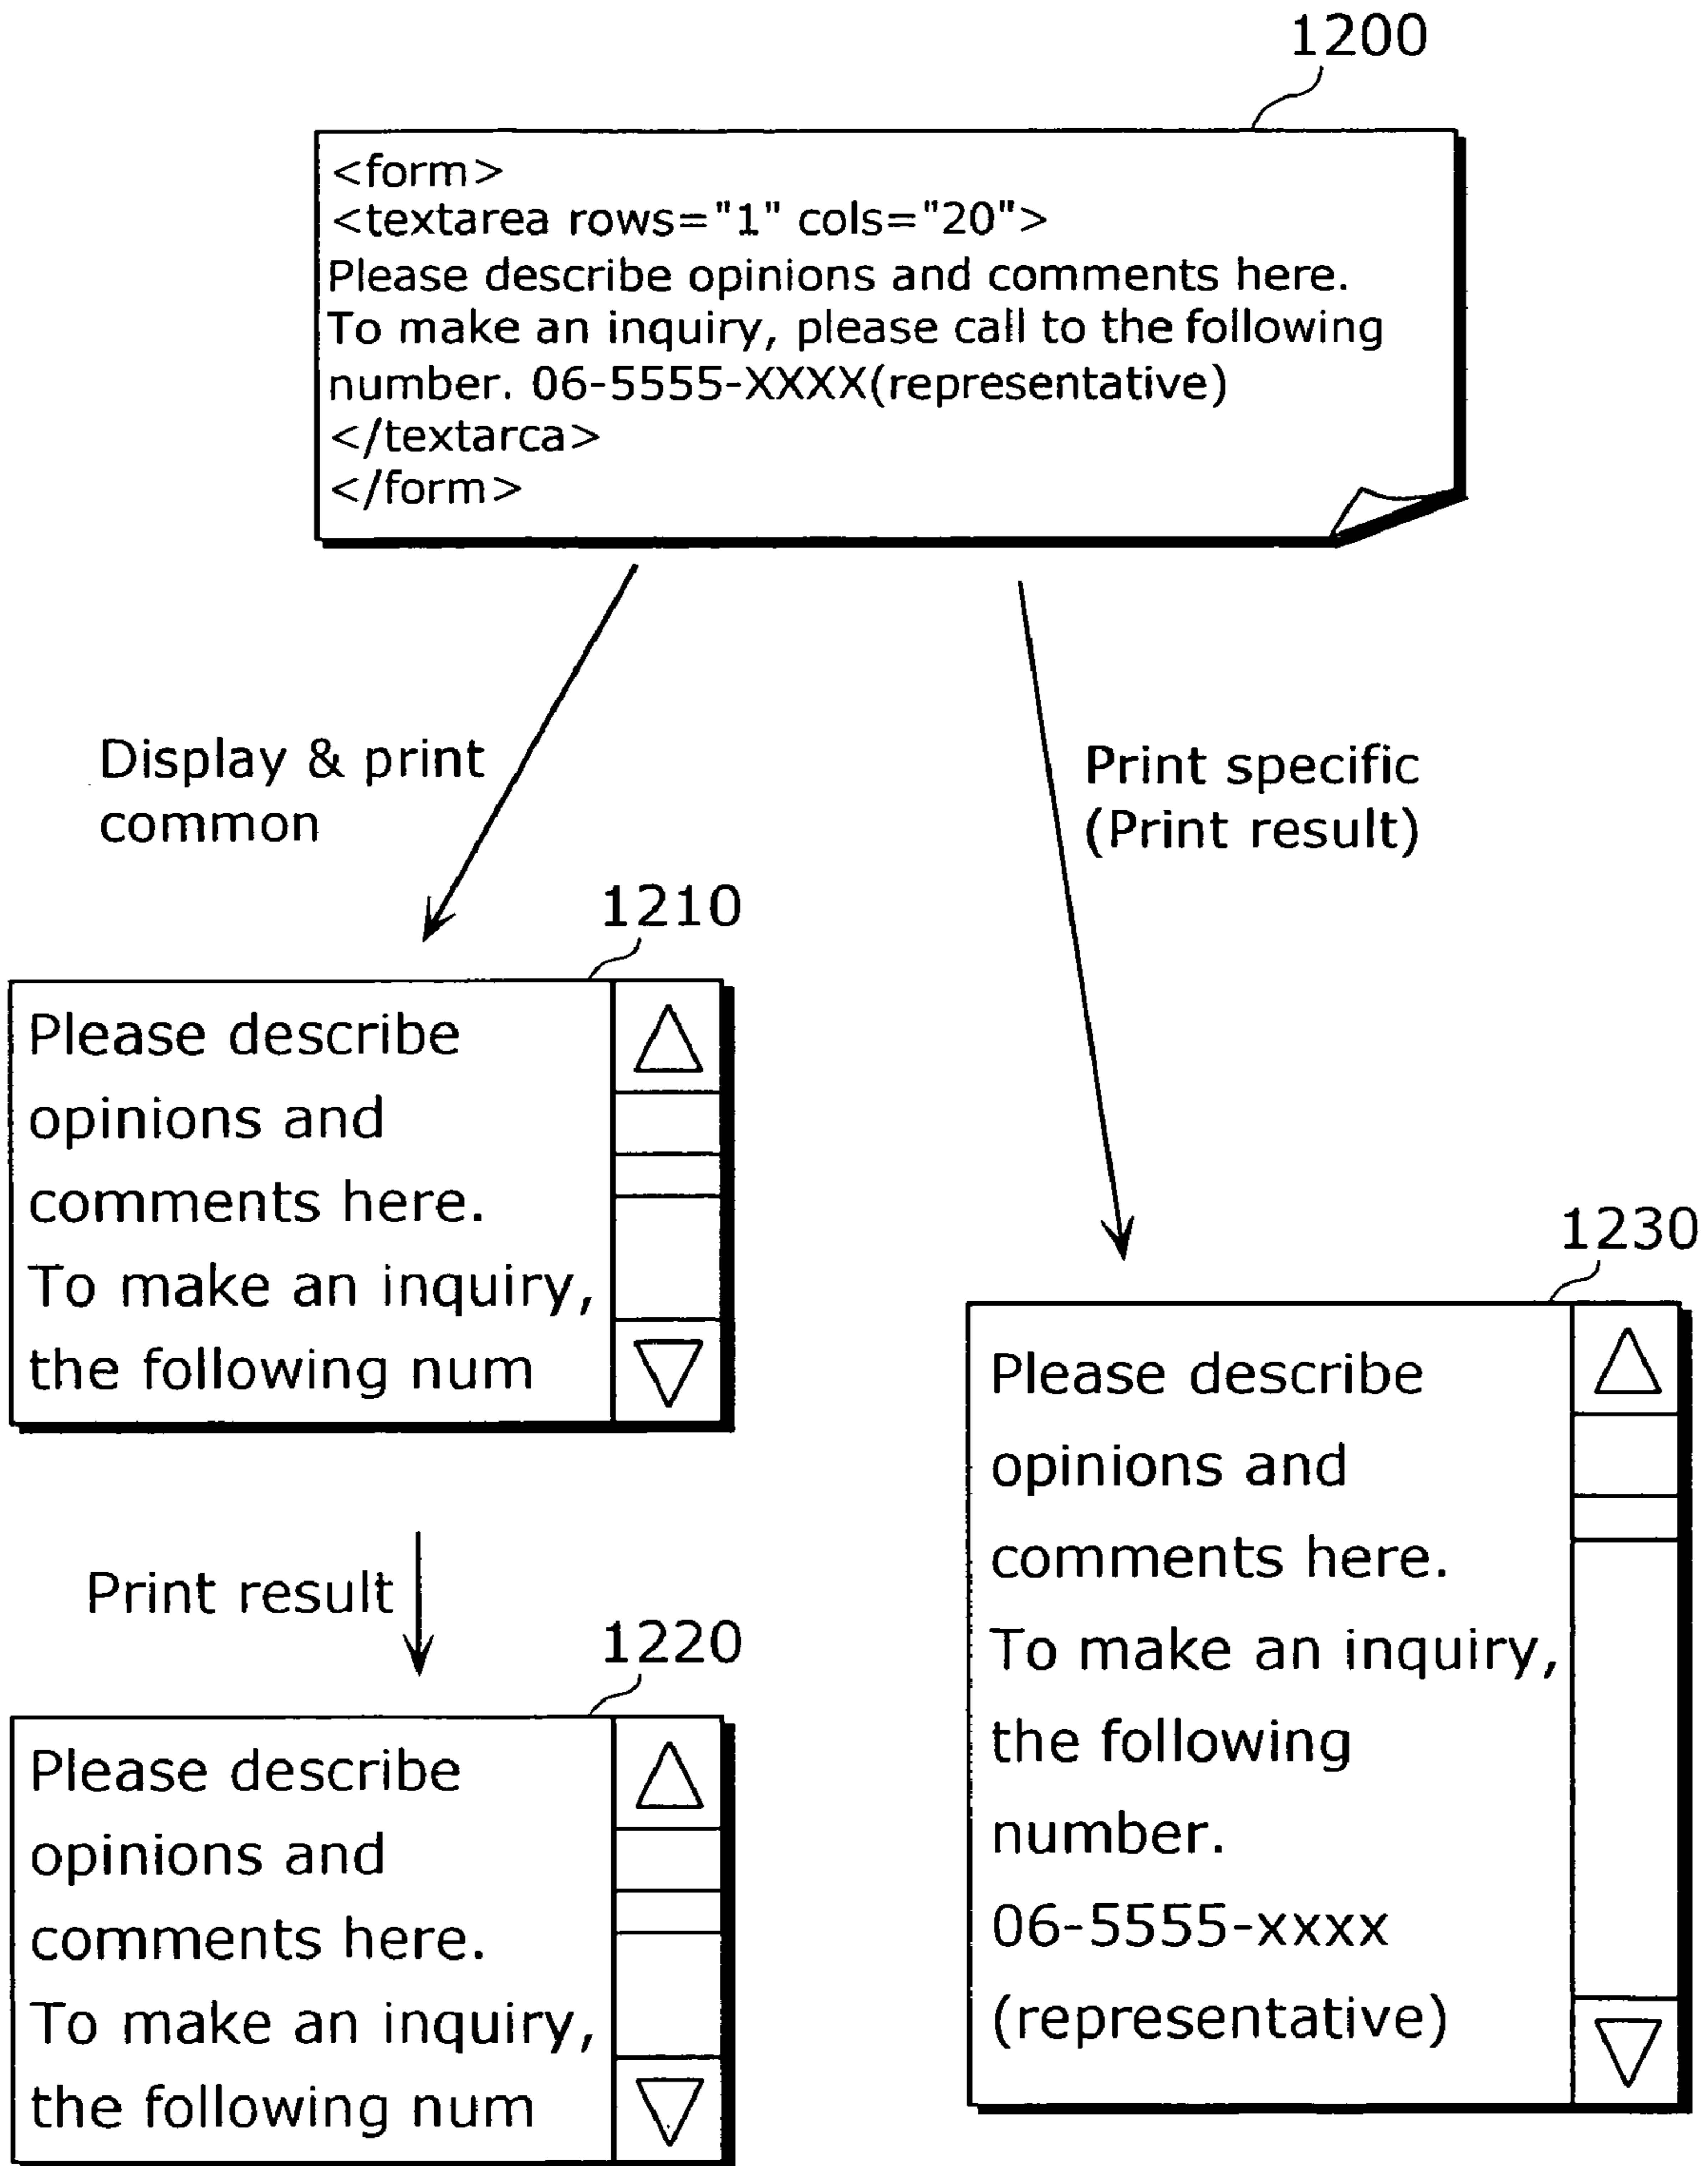 1200
<form>
<textarea rows="1" cols="20">
Please describe opinions and comments here.
To make an inquiry, please call to the following
number. 06-5555-XXXX(representative)
</textarca>
</form>
Display & print
common
Print specific
(Print result)
1210
Please describe
opinions and
comments here.
To make an inquiry,
the following num
Print result
1220
Please describe
opinions and
comments here.
To make an inquiry,
the following num
1230
Please describe
opinions and
comments here.
To make an inquiry,
the following
number.
06-5555-xxxx
(representative)